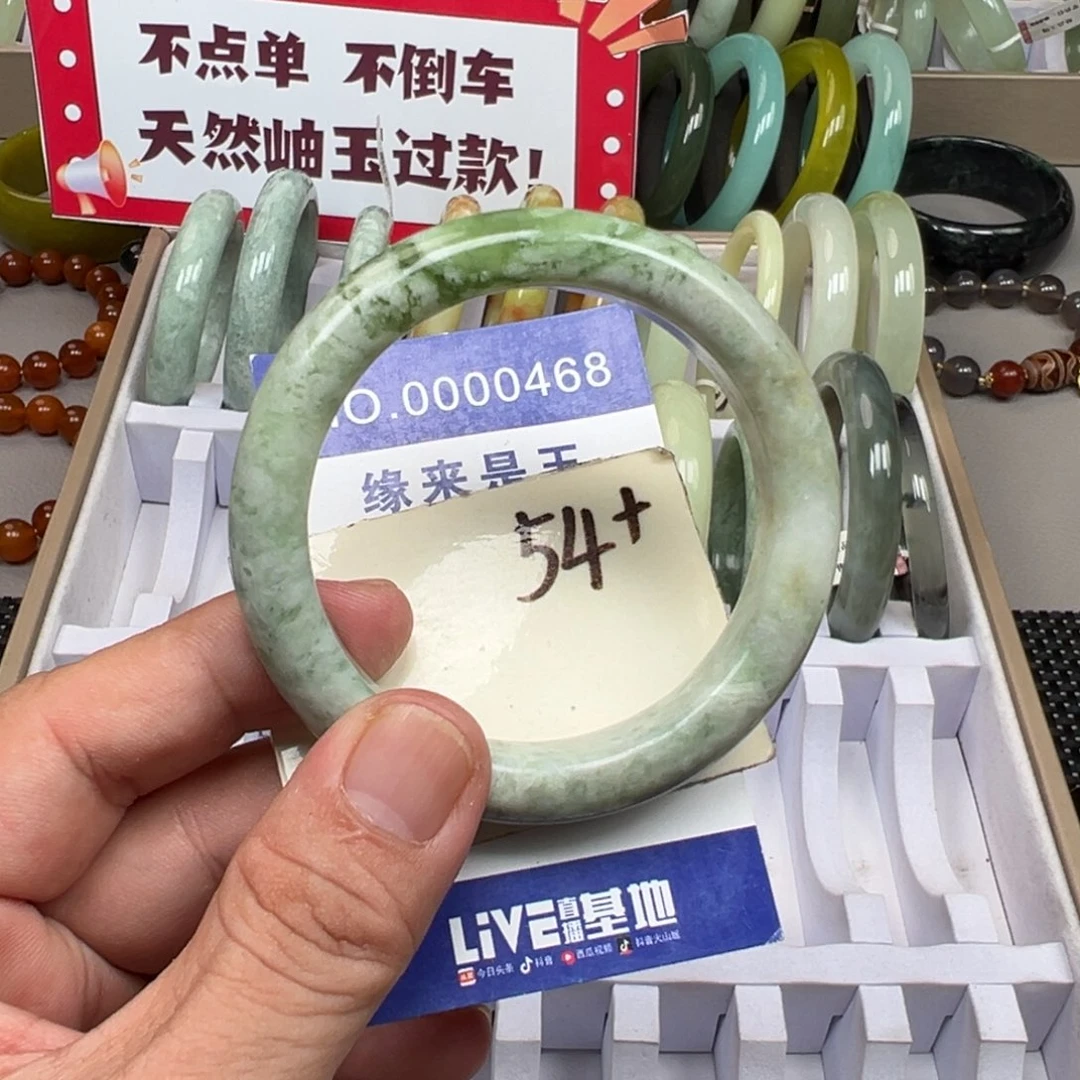 不点单 不倒车
天然岫玉过款!
NO.0000468
缘来是玉
54+
LiVE直播基地
今日头条 抖音 西瓜视频 抖音火山版